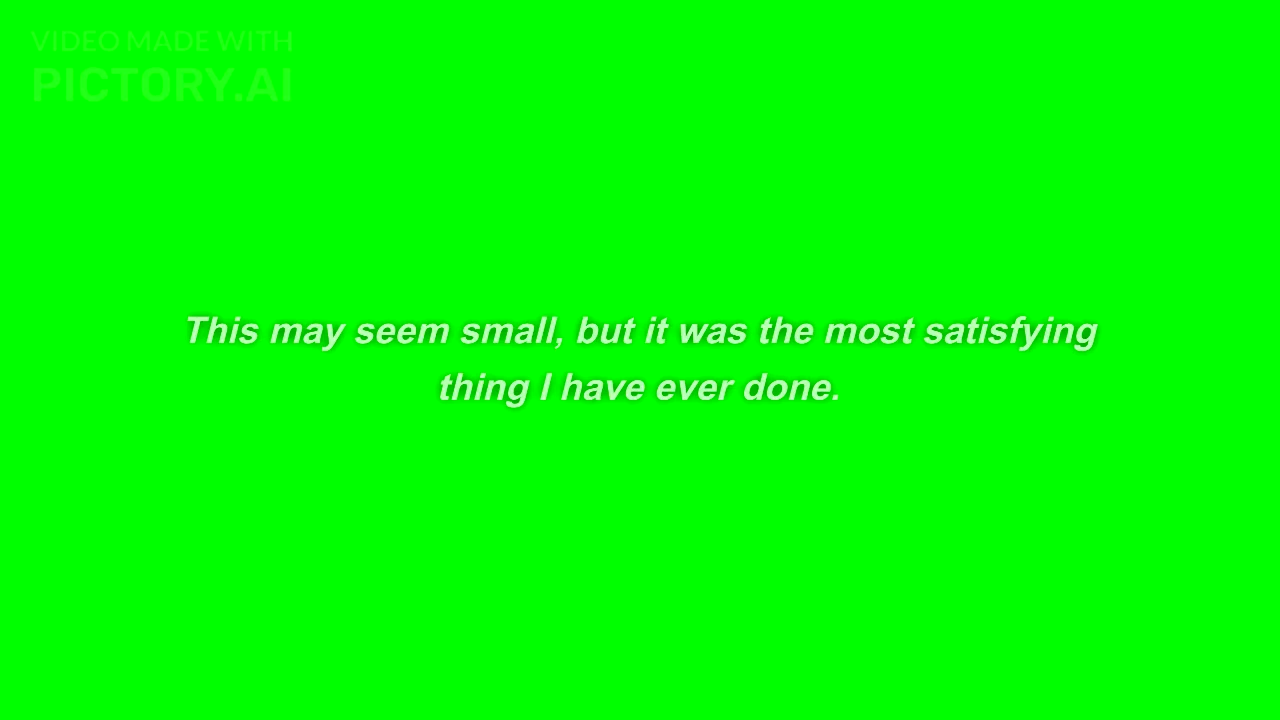 VIDEO MADE WITH
PICTORY.AI
This may seem small, but it was the most satisfying
thing I have ever done.